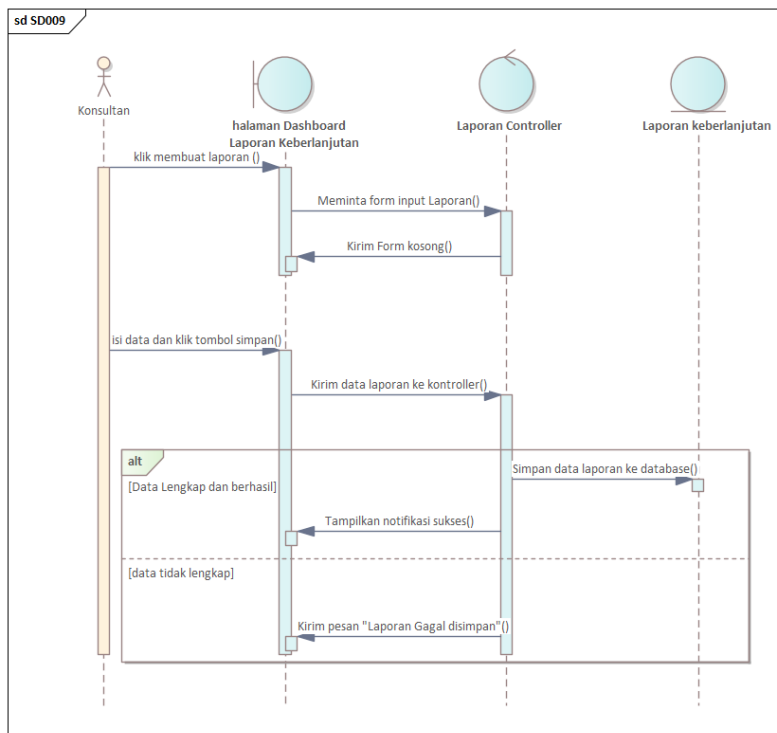 sd SD009
Konsultan
halaman Dashboard
Laporan Keberlanjutan
Laporan Controller
Laporan keberlanjutan
klik membuat laporan ()
Meminta form input Laporan()
Kirim Form kosong()
isi data dan klik tombol simpan()
Kirim data laporan ke kontroller()
alt
Simpan data laporan ke database()
[Data Lengkap dan berhasil]
Tampilkan notifikasi sukses()
[data tidak lengkap]
Kirim pesan "Laporan Gagal disimpan"()